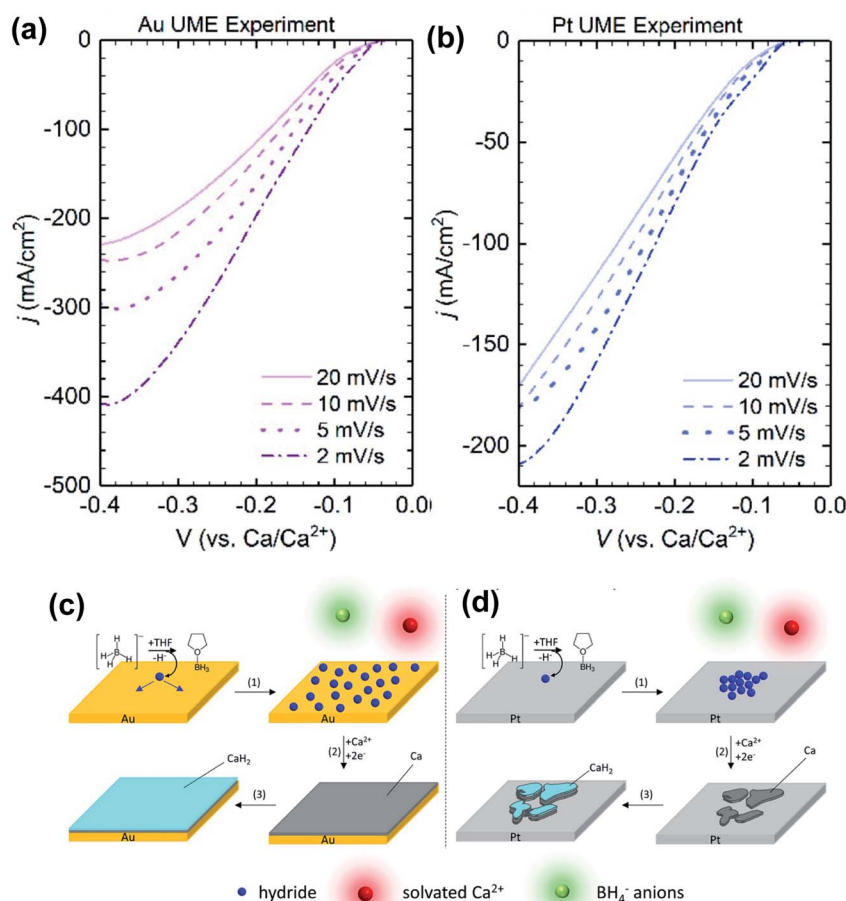 (a)
Au UME Experiment
0
-100
-200
-300
-400
-500
j (mA/cm²)
20 mV/s
10 mV/s
5 mV/s
2 mV/s
-0.4 -0.3 -0.2 -0.1 0.0
V (vs. Ca/Ca²⁺)
(b)
Pt UME Experiment
0
-50
-100
-150
-200
j (mA/cm²)
20 mV/s
10 mV/s
5 mV/s
2 mV/s
-0.4 -0.3 -0.2 -0.1 0.0
V (vs. Ca/Ca²⁺)
(c)
H
H B H
H
−
+THF
-H⁻
O
BH₃
Au
(1)
Au
(2)
+Ca²⁺
+2e⁻
Ca
Au
(3)
CaH₂
Au
(d)
H
H B H
H
−
+THF
-H⁻
O
BH₃
Pt
(1)
Pt
(2)
+Ca²⁺
+2e⁻
Ca
Pt
(3)
CaH₂
Pt
hydride solvated Ca²⁺ BH₄⁻ anions